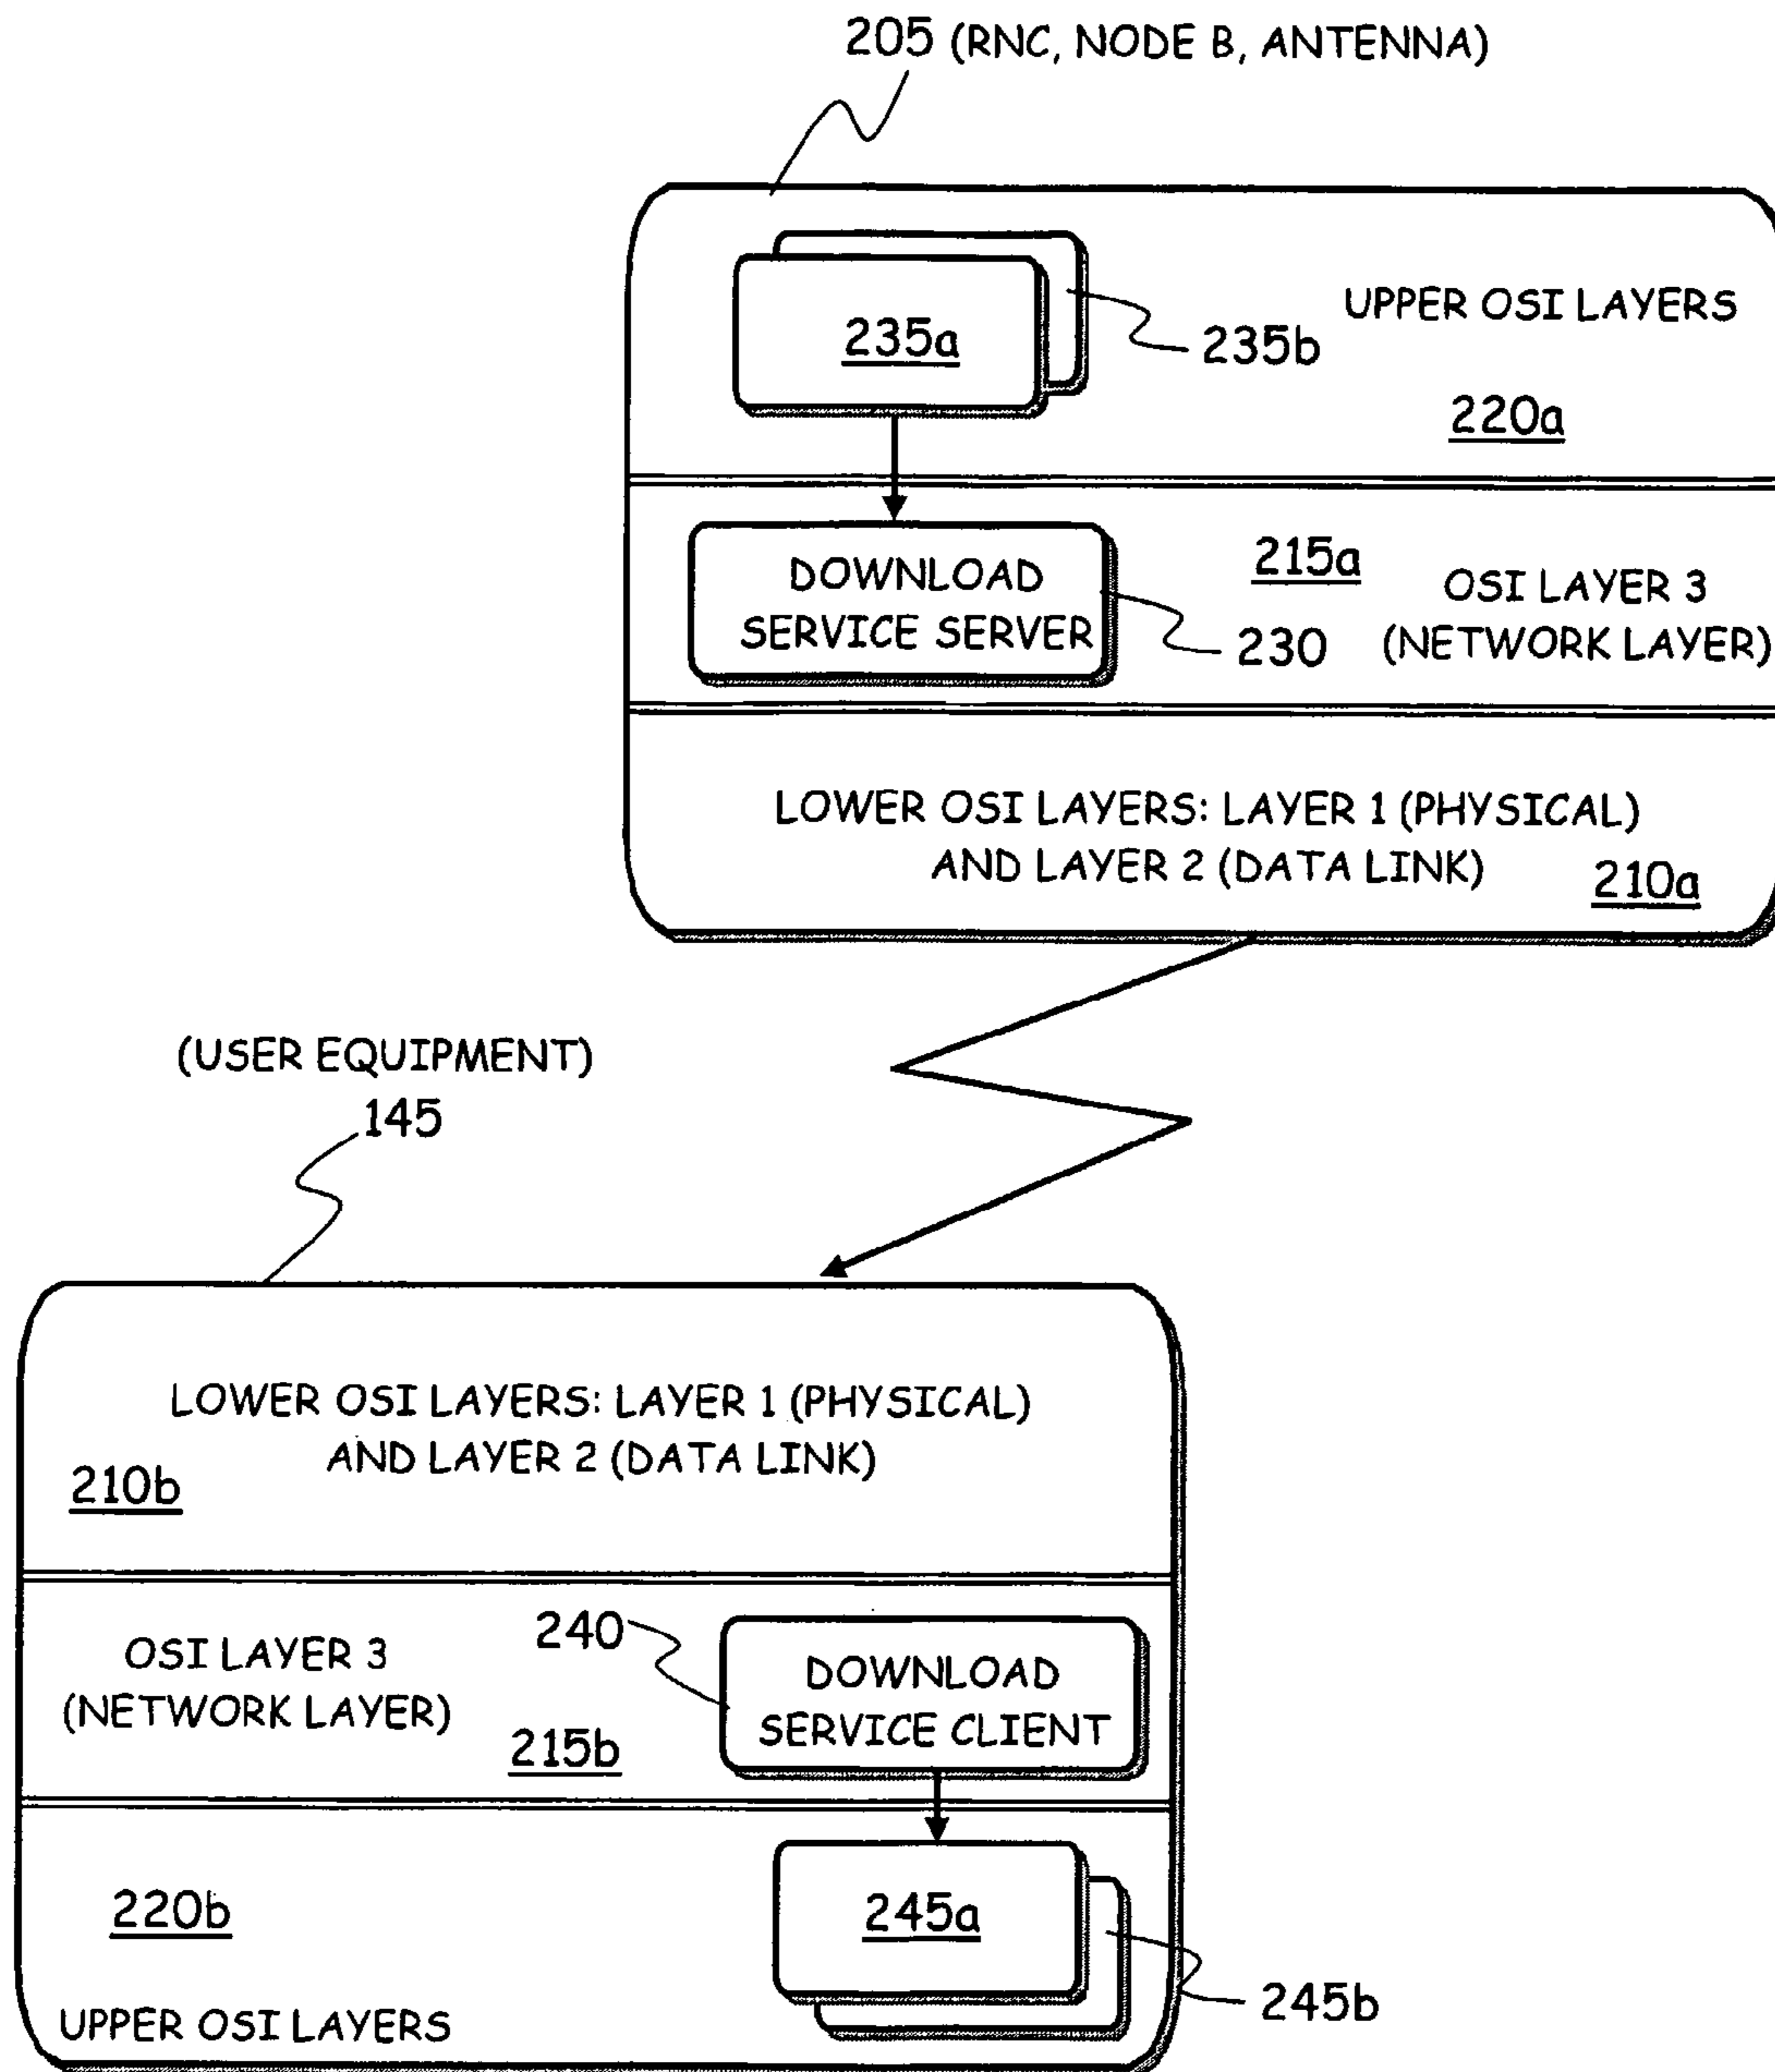 205 (RNC, NODE B, ANTENNA)
235a
235b
UPPER OSI LAYERS
220a
DOWNLOAD
SERVICE SERVER
230
215a
OSI LAYER 3
(NETWORK LAYER)
LOWER OSI LAYERS: LAYER 1 (PHYSICAL)
AND LAYER 2 (DATA LINK)
210a
(USER EQUIPMENT)
145
LOWER OSI LAYERS: LAYER 1 (PHYSICAL)
AND LAYER 2 (DATA LINK)
210b
OSI LAYER 3
(NETWORK LAYER)
215b
240
DOWNLOAD
SERVICE CLIENT
220b
245a
245b
UPPER OSI LAYERS